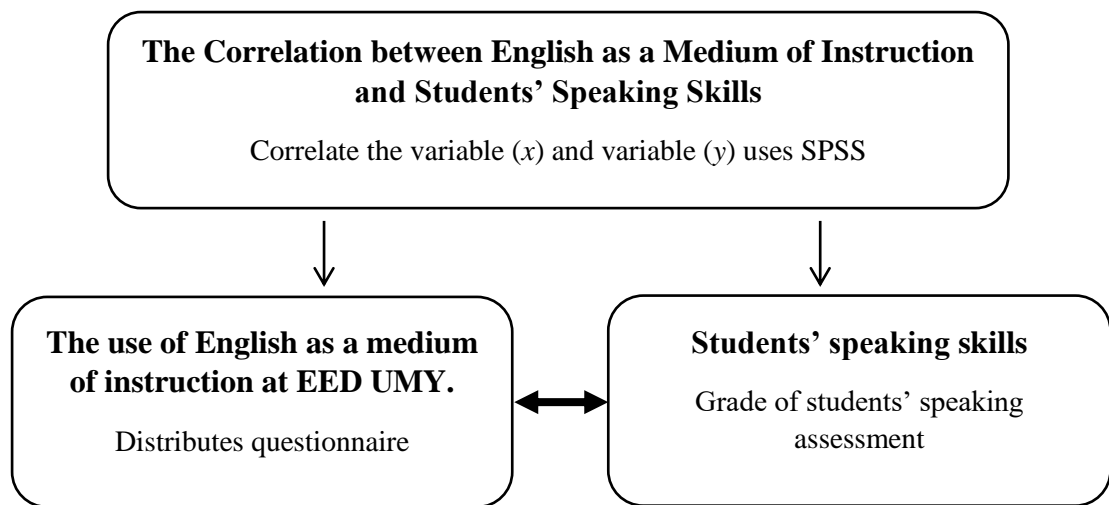 The Correlation between English as a Medium of Instruction
and Students’ Speaking Skills
Correlate the variable (x) and variable (y) uses SPSS
The use of English as a medium
of instruction at EED UMY.
Distributes questionnaire
Students’ speaking skills
Grade of students’ speaking
assessment